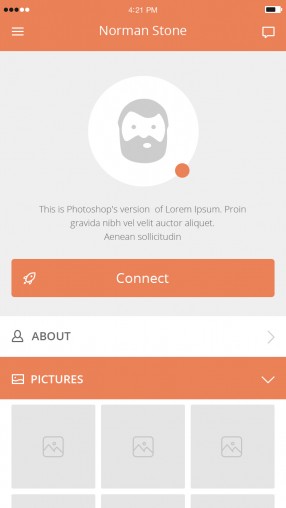 4:21 PM
Norman Stone
This is Photoshop's version of Lorem Ipsum. Proin
gravida nibh vel velit auctor aliquet.
Aenean sollicitudin
Connect
ABOUT
PICTURES